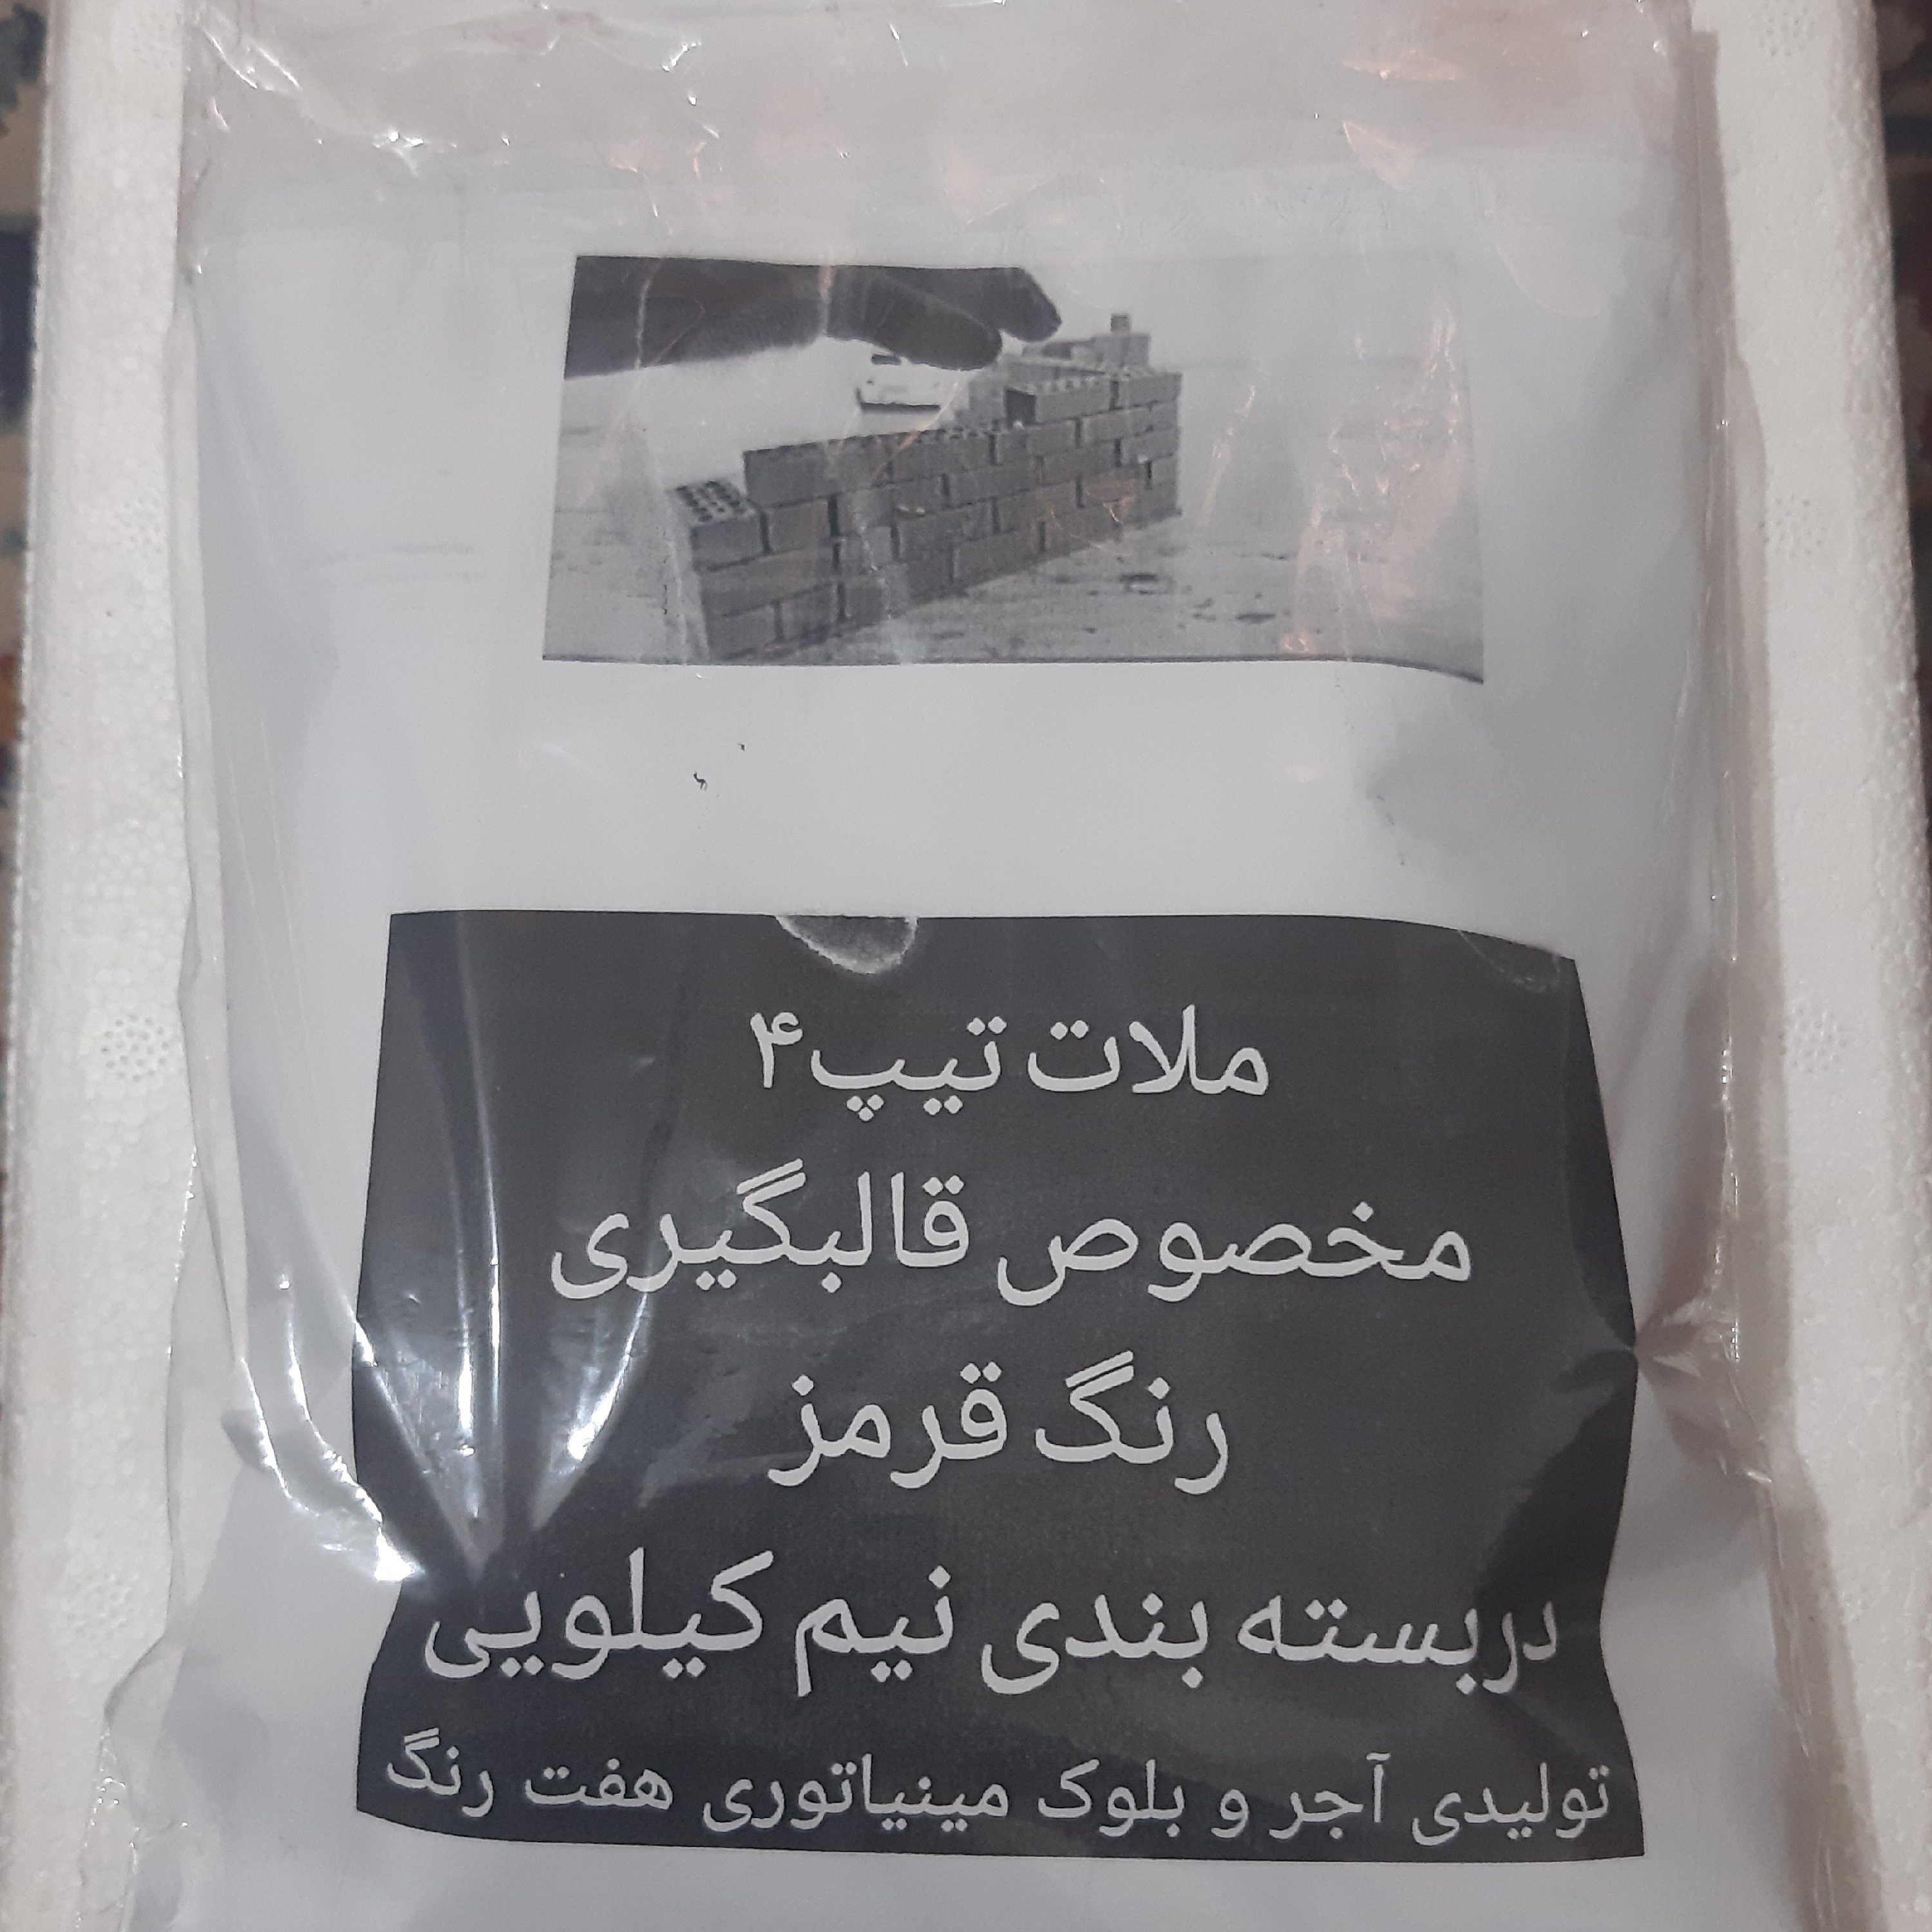 ملات تیپ۴
مخصوص قالبگیری
رنگ قرمز
دربسته بندی نیم کیلویی
تولیدی آجر و بلوک مینیاتوری هفت رنگ